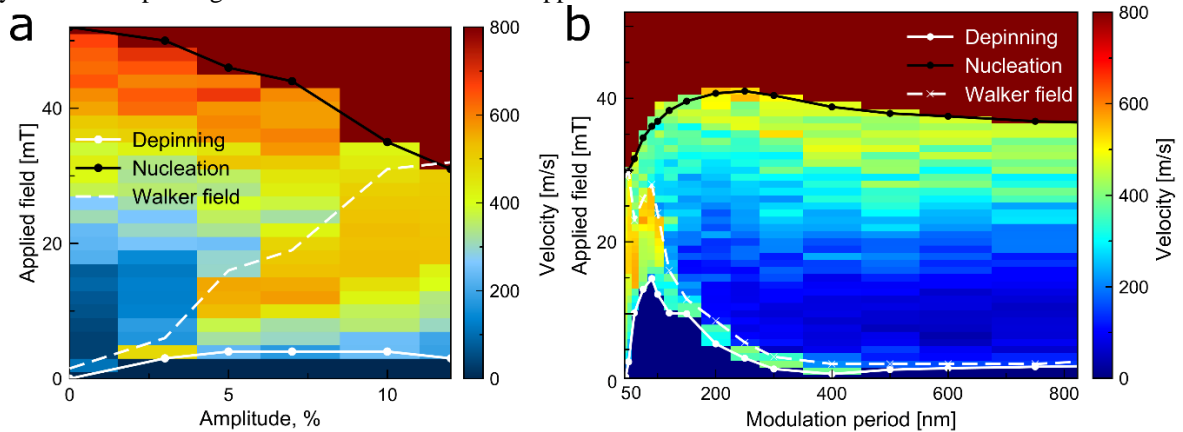 a
Applied field [mT]
40
20
0
Depinning
Nucleation
Walker field
0
5
10
Amplitude, %
800
600
400
200
0
Velocity [m/s]
b
Applied field [mT]
40
20
0
Depinning
Nucleation
Walker field
50
200
400
600
800
Modulation period [nm]
800
600
400
200
0
Velocity [m/s]